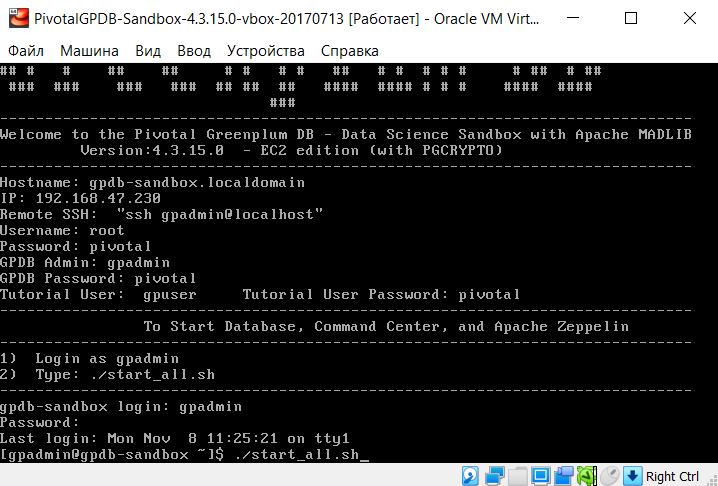 PivotalGPDB-Sandbox-4.3.15.0-vbox-20170713 [Работает] - Oracle VM Virt...
Файл Машина Вид Ввод Устройства Справка
## #   #    ##    ##     # #  # #   ##   # #  # # #     # ##  # ##
###  ###    ###   ###  ## ## ##   ####  #### # # #    ####  ####
###
-----------------------------------------------------------------------------
Welcome to the Pivotal Greenplum DB - Data Science Sandbox with Apache MADLIB
Version:4.3.15.0  - EC2 edition (with PGCRYPTO)
-----------------------------------------------------------------------------
Hostname: gpdb-sandbox.localdomain
IP: 192.168.47.230
Remote SSH:  "ssh gpadmin@localhost"
Username: root
Password: pivotal
GPDB Admin: gpadmin
GPDB Password: pivotal
Tutorial User:  gpuser     Tutorial User Password: pivotal
-----------------------------------------------------------------------------
To Start Database, Command Center, and Apache Zeppelin
-----------------------------------------------------------------------------
1)  Login as gpadmin
2)  Type: ./start_all.sh
-----------------------------------------------------------------------------
gpdb-sandbox login: gpadmin
Password:
Last login: Mon Nov  8 11:25:21 on tty1
[gpadmin@gpdb-Sandbox ~]$ ./start_all.sh_
Right Ctrl